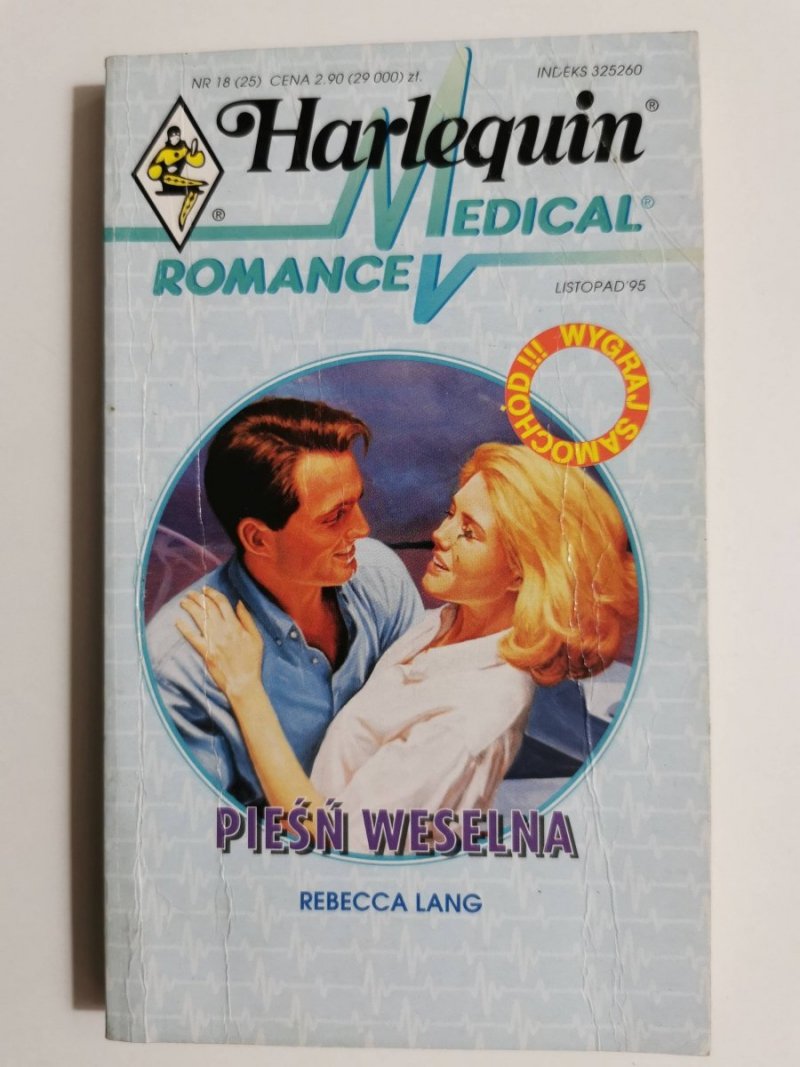 NR 18 (25) CENA 2.90 (29 000) zł.
INDEKS 325260
Harlequin®
®
MEDICAL®
ROMANCE
LISTOPAD'95
WYGRAJ SAMOCHÓD!!!
PIEŚŃ WESELNA
REBECCA LANG